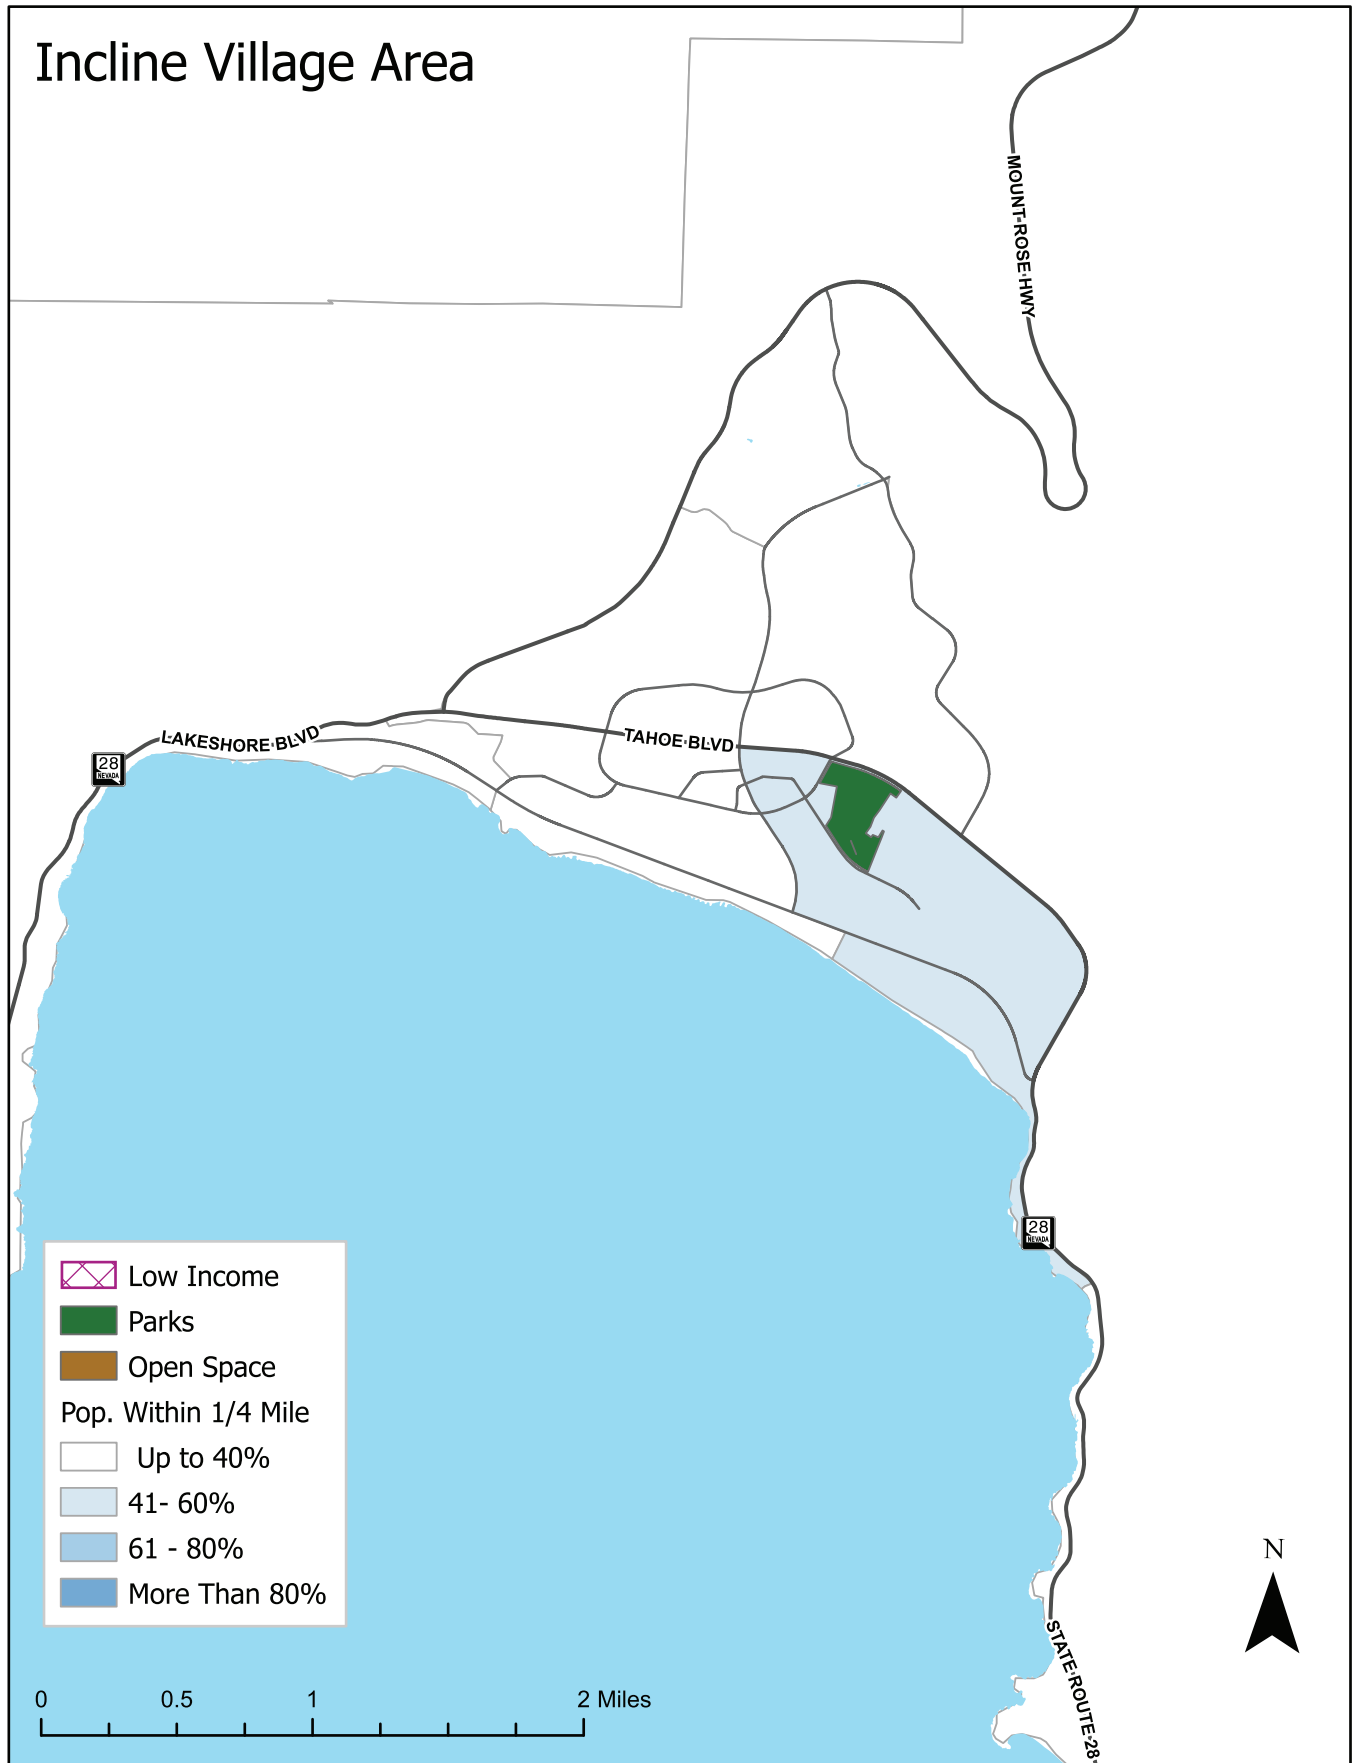 Incline Village Area
MOUNT ROSE HWY
LAKESHORE BLVD
TAHOE BLVD
28
NEVADA
28
NEVADA
Low Income
Parks
Open Space
Pop. Within 1/4 Mile
Up to 40%
41- 60%
61 - 80%
More Than 80%
N
STATE ROUTE 28
0 0.5 1 2 Miles